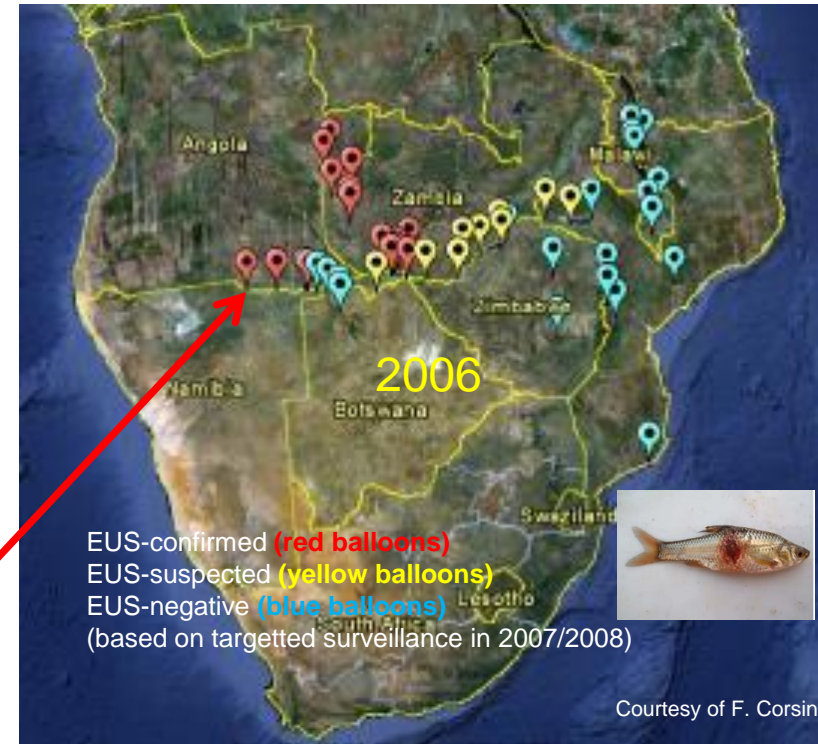 Angola
Malawi
Zambia
Zimbabwe
2006
Namibia
Botswana
Swaziland
EUS-confirmed (red balloons)
EUS-suspected (yellow balloons)
EUS-negative (blue balloons)
Lesotho
South Africa
(based on targetted surveillance in 2007/2008)
Courtesy of F. Corsin